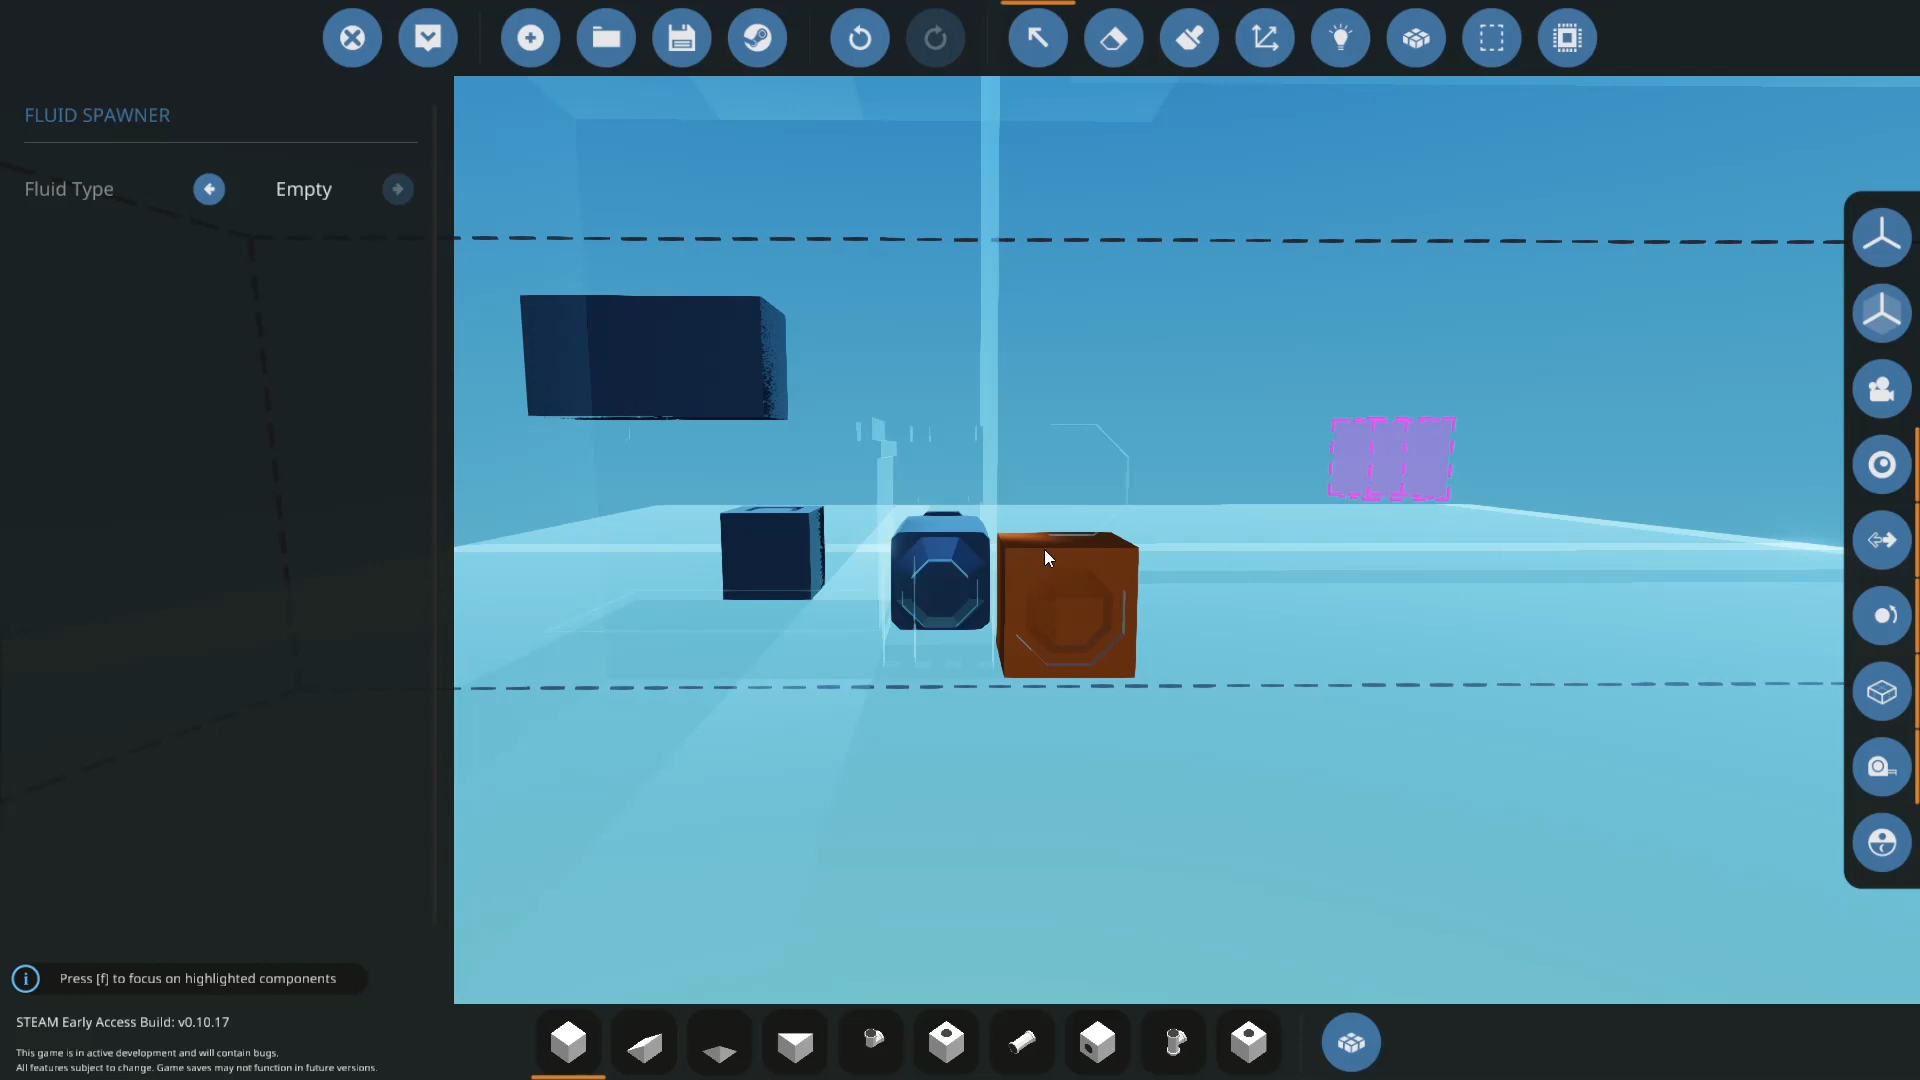 FLUID SPAWNER
Fluid Type Empty
Press [f] to focus on highlighted components
STEAM Early Access Build: v0.10.17
This game is in active development and will contain bugs.
All features subject to change. Game saves may not function in future versions.